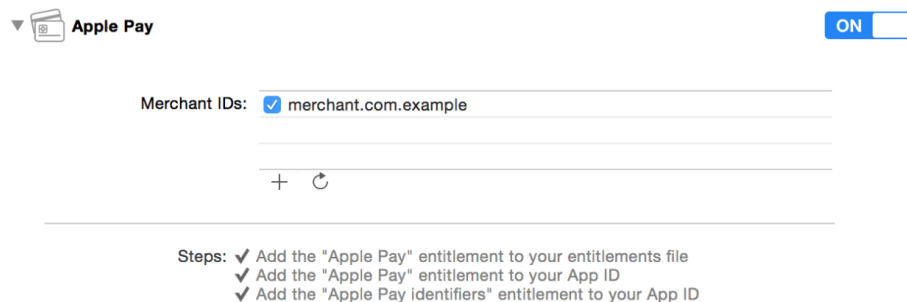 Apple Pay
ON
Merchant IDs: merchant.com.example
Steps: ✔ Add the "Apple Pay" entitlement to your entitlements file
✔ Add the "Apple Pay" entitlement to your App ID
✔ Add the "Apple Pay identifiers" entitlement to your App ID